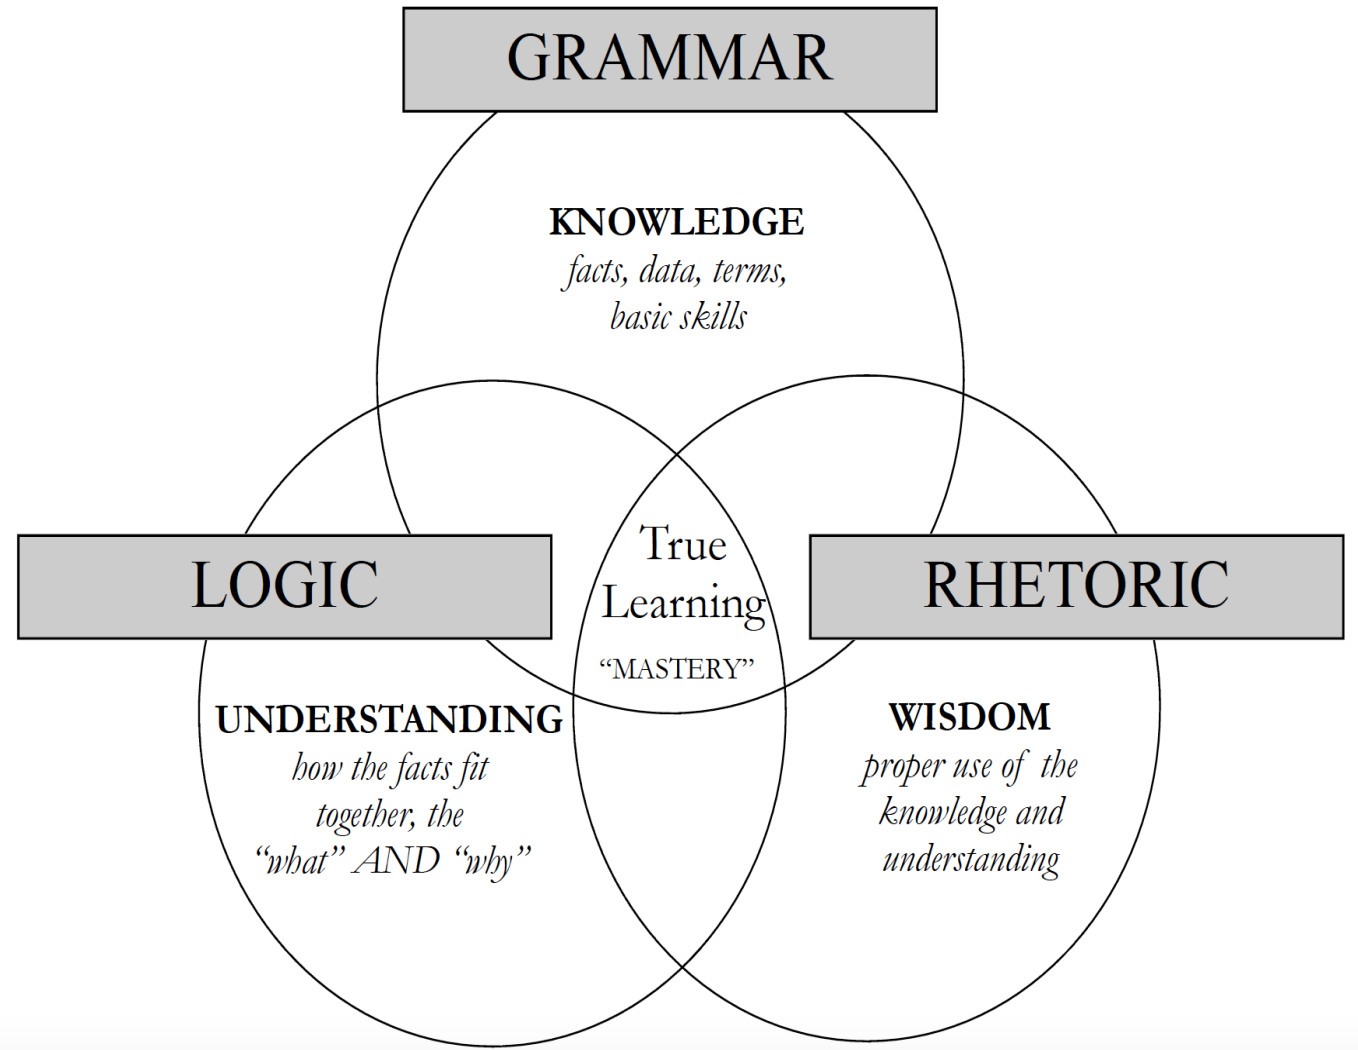 GRAMMAR
KNOWLEDGE
facts, data, terms,
basic skills
LOGIC
True
Learning
"MASTERY"
RHETORIC
UNDERSTANDING
how the facts fit
together, the
“what” AND “why”
WISDOM
proper use of the
knowledge and
understanding